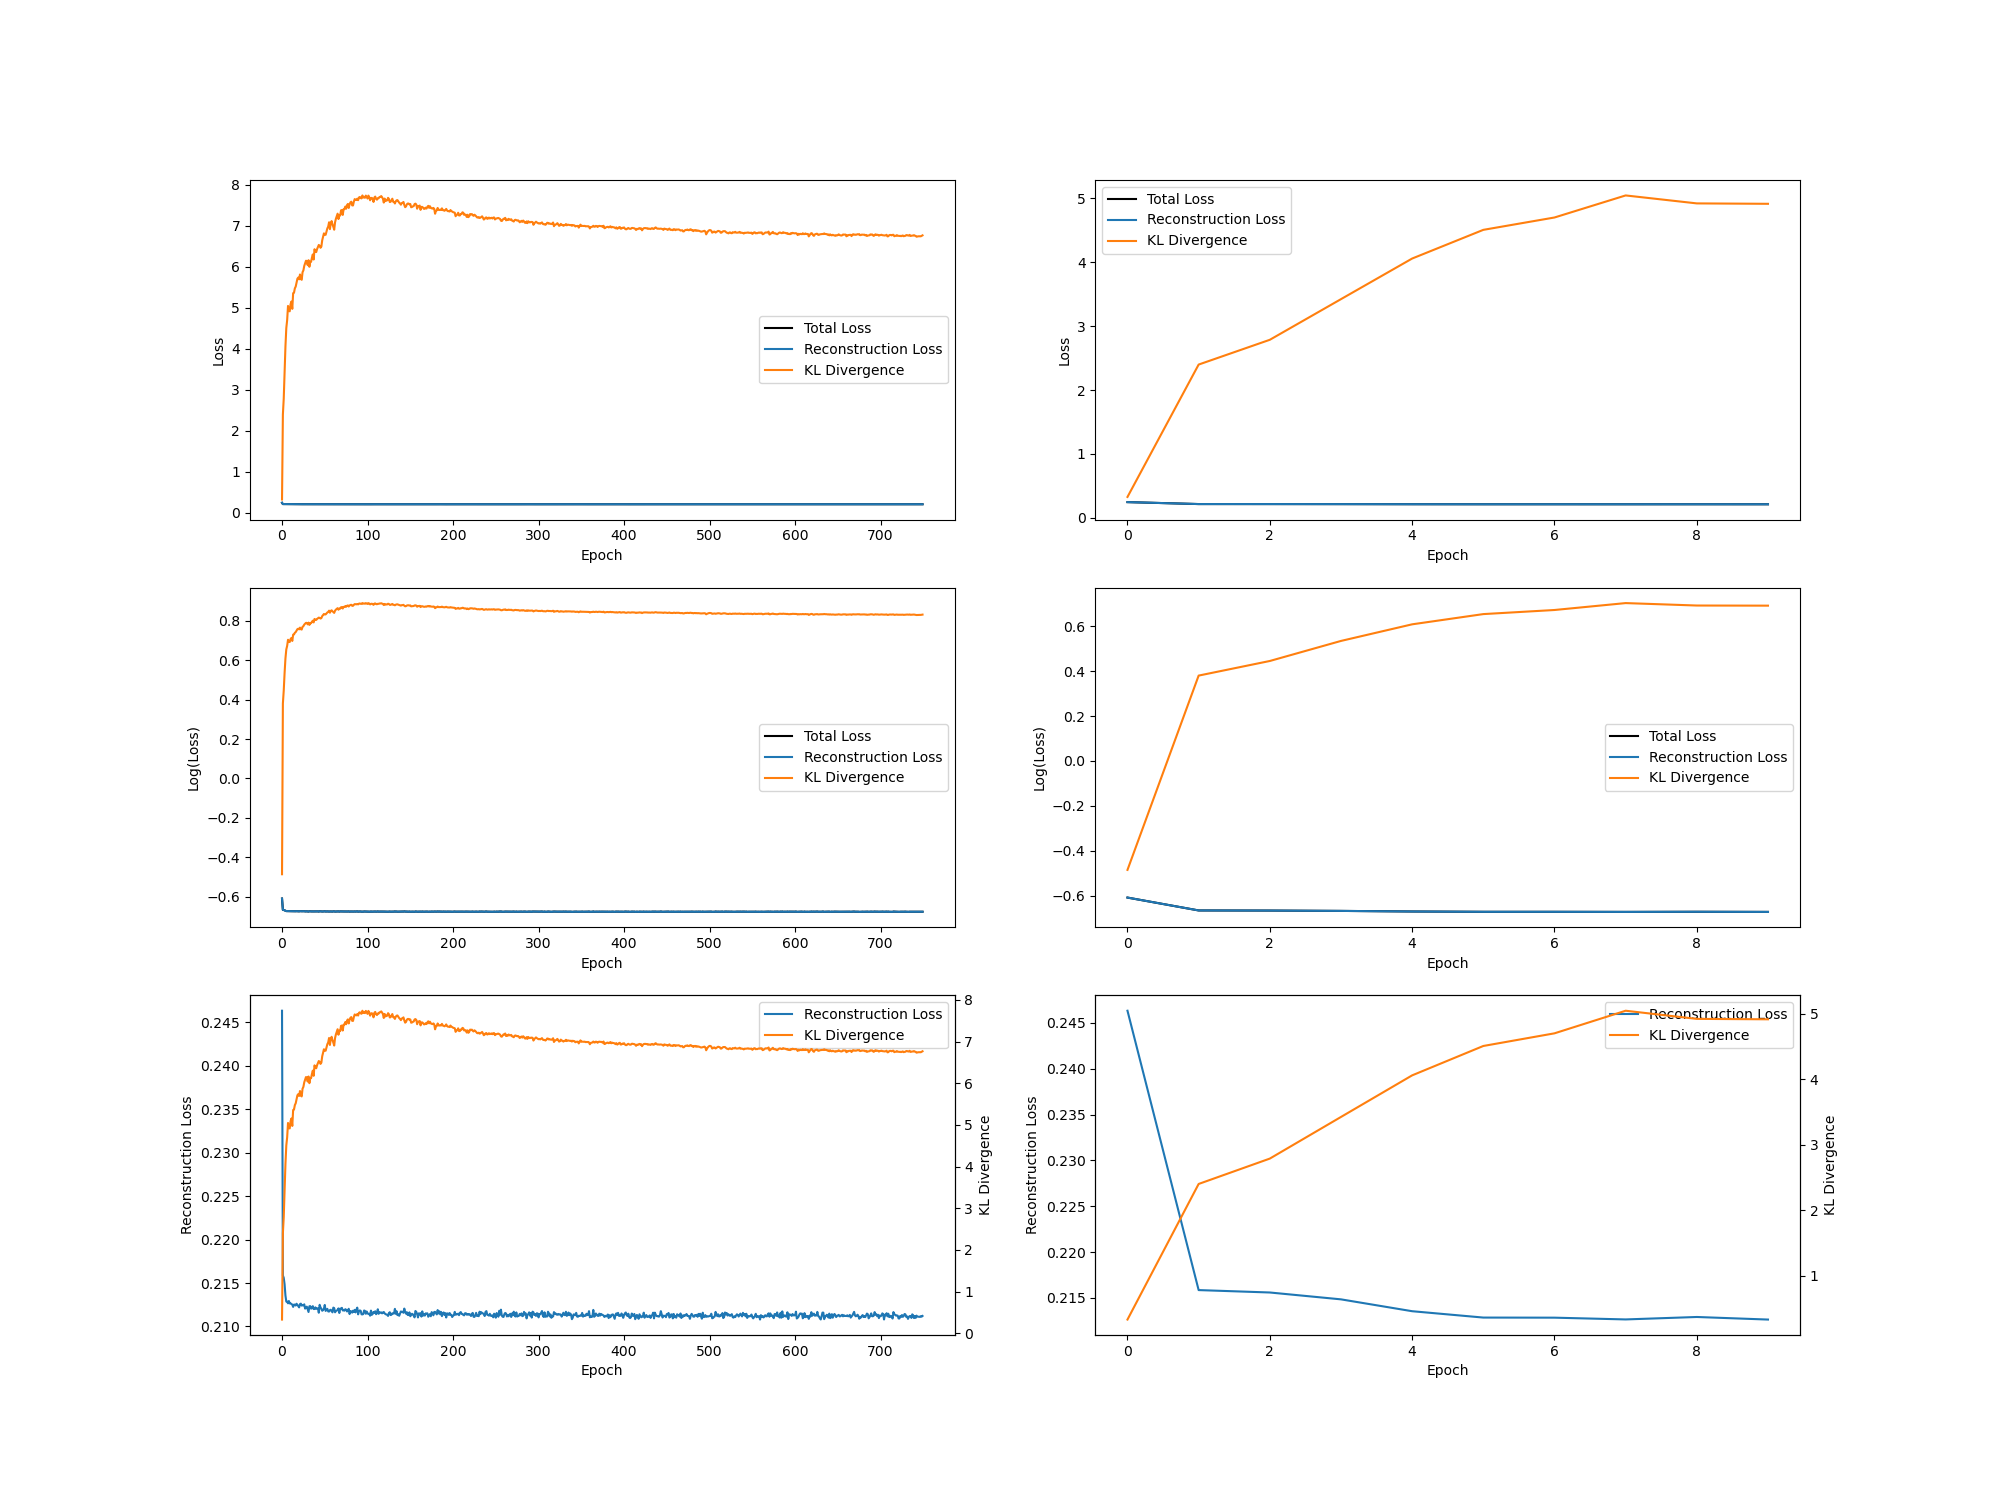 8
7
6
5
4
3
2
1
0
Loss
0 100 200 300 400 500 600 700
Epoch
Total Loss
Reconstruction Loss
KL Divergence
5
4
3
2
1
0
Loss
0 2 4 6 8
Epoch
Total Loss
Reconstruction Loss
KL Divergence
0.8
0.6
0.4
0.2
0.0
−0.2
−0.4
−0.6
Log(Loss)
0 100 200 300 400 500 600 700
Epoch
Total Loss
Reconstruction Loss
KL Divergence
0.6
0.4
0.2
0.0
−0.2
−0.4
−0.6
Log(Loss)
0 2 4 6 8
Epoch
Total Loss
Reconstruction Loss
KL Divergence
0.245
0.240
0.235
0.230
0.225
0.220
0.215
0.210
Reconstruction Loss
0 100 200 300 400 500 600 700
Epoch
Reconstruction Loss
KL Divergence
8
7
6
5
4
3
2
1
0
KL Divergence
0.245
0.240
0.235
0.230
0.225
0.220
0.215
Reconstruction Loss
0 2 4 6 8
Epoch
Reconstruction Loss
KL Divergence
5
4
3
2
1
KL Divergence